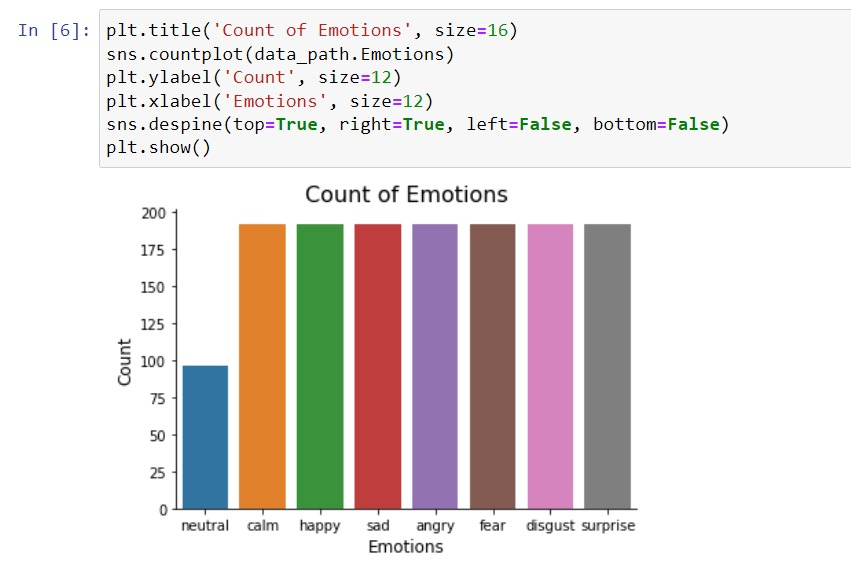 In [6]: plt.title('Count of Emotions', size=16)
sns.countplot(data_path.Emotions)
plt.ylabel('Count', size=12)
plt.xlabel('Emotions', size=12)
sns.despine(top=True, right=True, left=False, bottom=False)
plt.show()
Count of Emotions
200
175
150
125
100
75
50
25
0
Count
neutral calm happy sad angry fear disgust surprise
Emotions